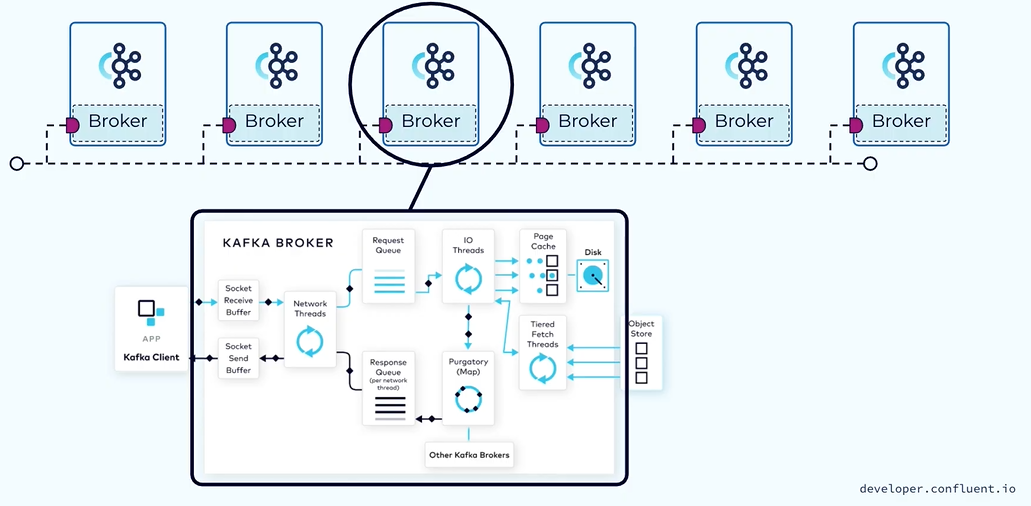 Broker
Broker
Broker
Broker
Broker
Broker
KAFKA BROKER
Request
Queue
IO
Threads
Page
Cache
Disk
Socket
Receive
Buffer
Network
Threads
APP
Kafka Client
Socket
Send
Buffer
Response
Queue
(per network
thread)
Purgatory
(Map)
Tiered
Fetch
Threads
Object
Store
Other Kafka Brokers
developer.confluent.io